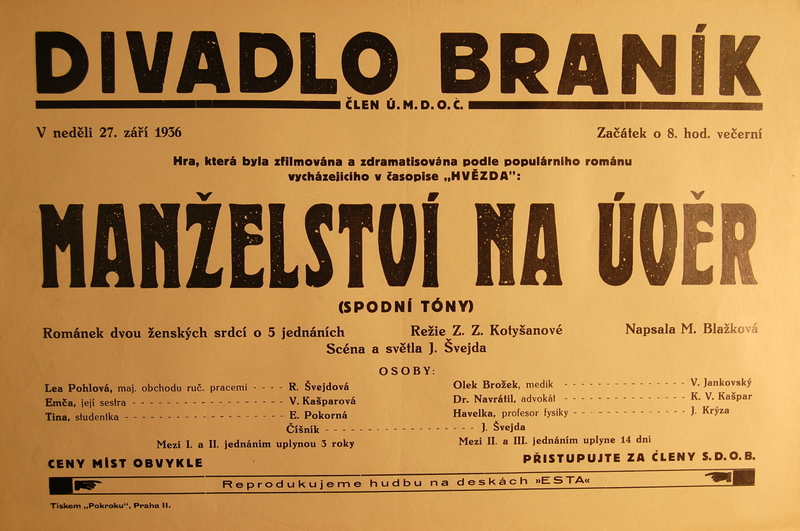 DIVADLO BRANÍK
ČLEN Ú.M.D.O.Č.
V neděli 27. září 1936
Začátek o 8. hod. večerní
Hra, která byla zfilmována a zdramatisována podle populárního románu
vycházejícího v časopise „HVĚZDA":
MANŽELSTVÍ NA ÚVĚR
(SPODNÍ TÓNY)
Románek dvou ženských srdcí o 5 jednáních
Režie Z. Z. Kotyšanové
Napsala M. Blažková
Scéna a světla J. Švejda
OSOBY:
Lea Pohlová, maj. obchodu ruč. pracemi - - - - R. Švejdová
Emča, její sestra - - - - - - - - - - - - - - - - - V. Kašparová
Tina, studentka - - - - - - - - - - - - - - - - - - E. Pokorná
Olek Brožek, medik - - - - - - - - - - - - - - - V. Jankovský
Dr. Navrátil, advokát - - - - - - - - - - - - - - K. V. Kašpar
Havelka, profesor fysiky - - - - - - - - - - - - - J. Krýza
Číšník - - - - - - - - - - - - - - - - - - J. Švejda
Mezi I. a II. jednáním uplynou 3 roky
Mezi II. a III. jednáním uplyne 14 dní
CENY MÍST OBVYKLE
PŘISTUPUJTE ZA ČLENY S.D.O.B.
Reprodukujeme hudbu na deskách »ESTA«
Tiskem „Pokroku", Praha II.